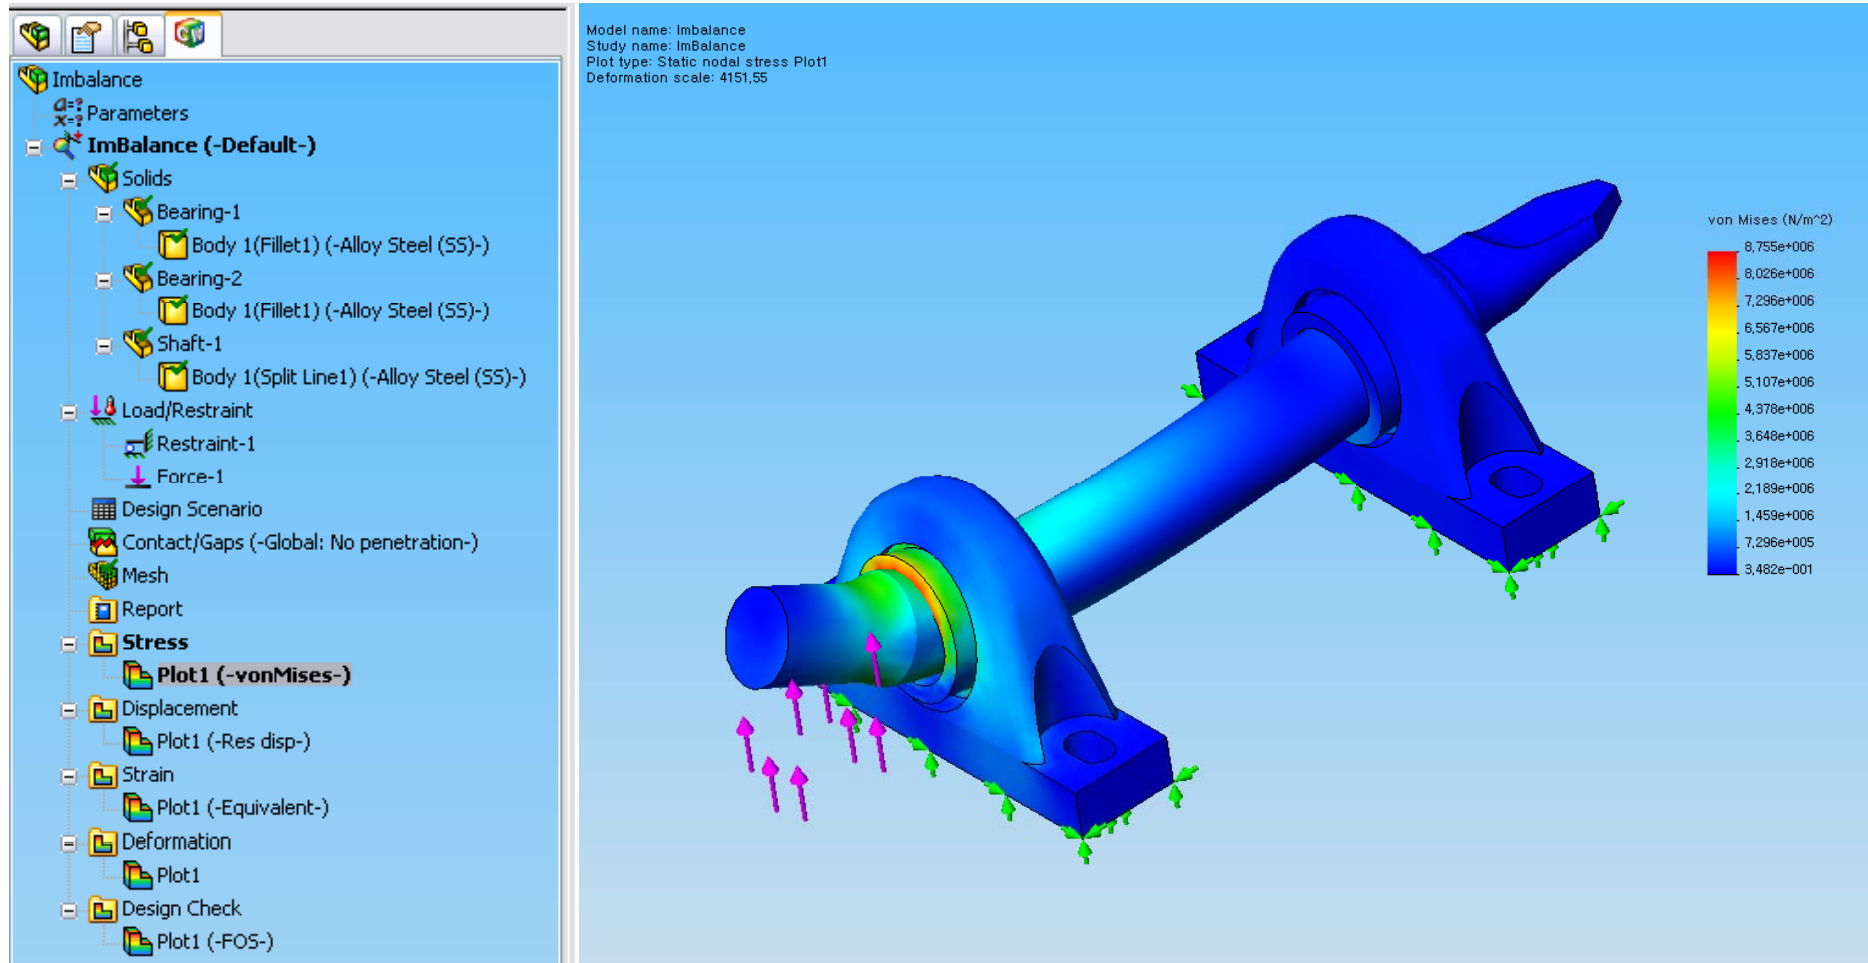 Imbalance
Parameters
ImBalance (-Default-)
Solids
Bearing-1
Body 1(Fillet1) (-Alloy Steel (SS)-)
Bearing-2
Body 1(Fillet1) (-Alloy Steel (SS)-)
Shaft-1
Body 1(Split Line1) (-Alloy Steel (SS)-)
Load/Restraint
Restraint-1
Force-1
Design Scenario
Contact/Gaps (-Global: No penetration-)
Mesh
Report
Stress
Plot1 (-vonMises-)
Displacement
Plot1 (-Res disp-)
Strain
Plot1 (-Equivalent-)
Deformation
Plot1
Design Check
Plot1 (-FOS-)
Model name: Imbalance
Study name: ImBalance
Plot type: Static nodal stress Plot1
Deformation scale: 4151,55
von Mises (N/m^2)
8,755e+006
8,026e+006
7,296e+006
6,567e+006
5,837e+006
5,107e+006
4,378e+006
3,648e+006
2,918e+006
2,189e+006
1,459e+006
7,296e+005
3,482e-001